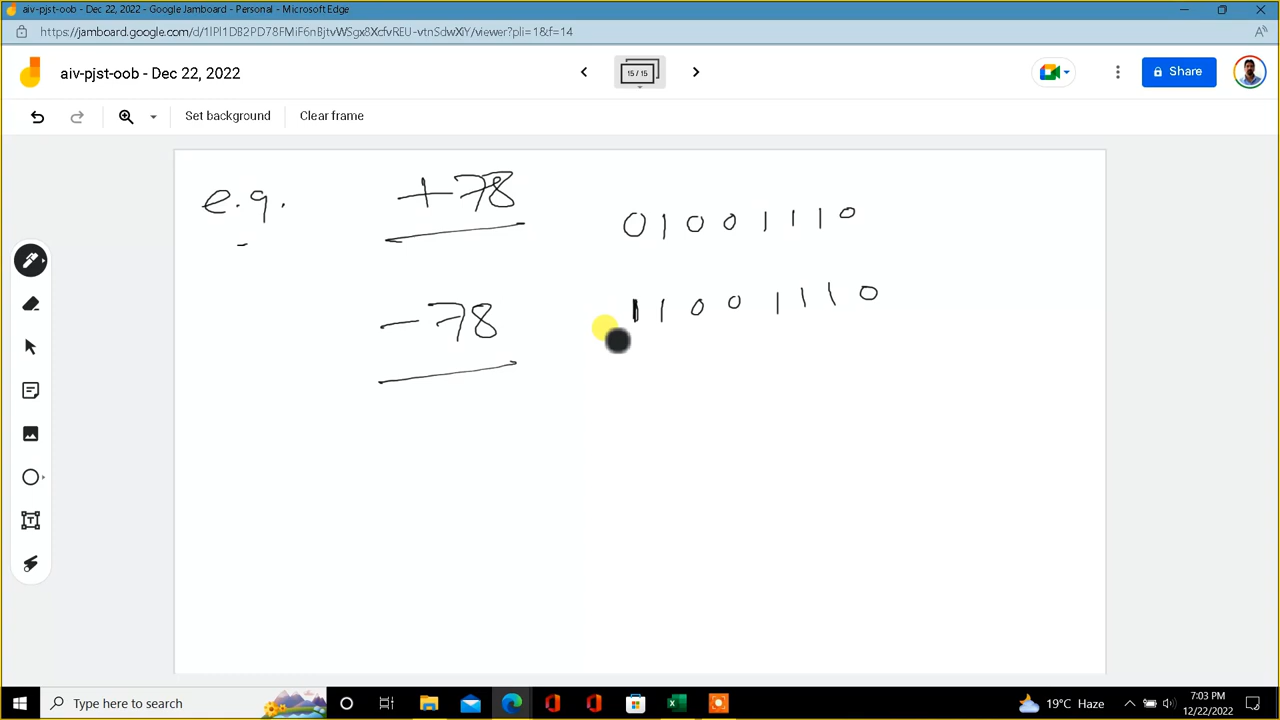 aiv-pjst-oob - Dec 22, 2022 - Google Jamboard - Personal - Microsoft Edge
https://jamboard.google.com/d/1lPl1DB2PD78FMiF6nBjtvWSgx8XcfvREU-vtnSdwXlY/viewer?pli=1&f=14
aiv-pjst-oob - Dec 22, 2022
15 / 15
Share
Set background
Clear frame
e.g. +78 01001110
-78 11001110
Type here to search
19°C Haze
7:03 PM
12/22/2022